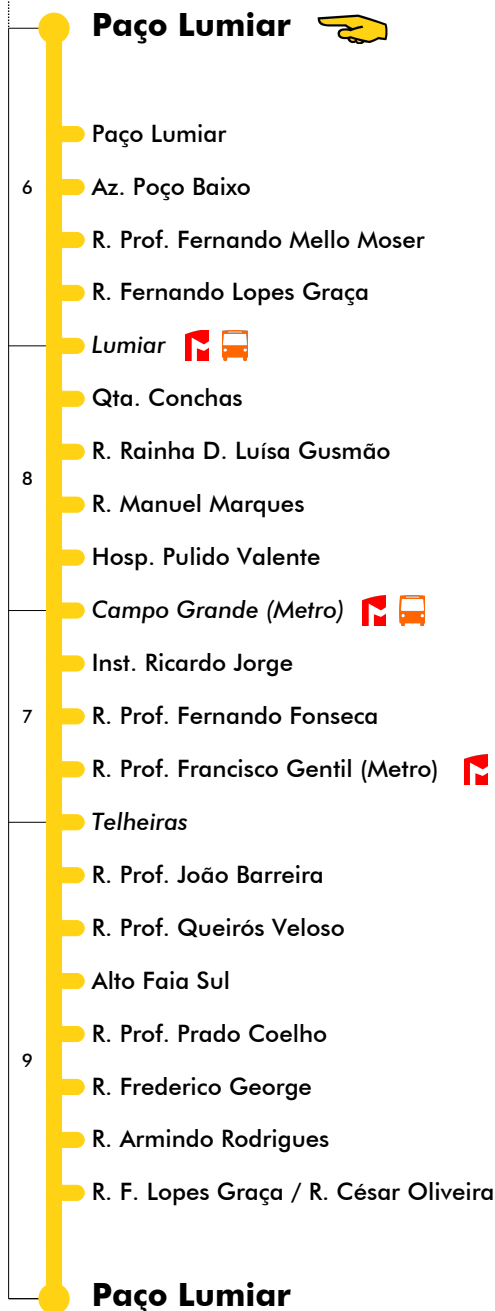 Paço Lumiar
Paço Lumiar
6
Az. Poço Baixo
R. Prof. Fernando Mello Moser
R. Fernando Lopes Graça
Lumiar
Qta. Conchas
R. Rainha D. Luísa Gusmão
8
R. Manuel Marques
Hosp. Pulido Valente
Campo Grande (Metro)
Inst. Ricardo Jorge
7
R. Prof. Fernando Fonseca
R. Prof. Francisco Gentil (Metro)
Telheiras
R. Prof. João Barreira
R. Prof. Queirós Veloso
Alto Faia Sul
R. Prof. Prado Coelho
9
R. Frederico George
R. Armindo Rodrigues
R. F. Lopes Graça / R. César Oliveira
Paço Lumiar